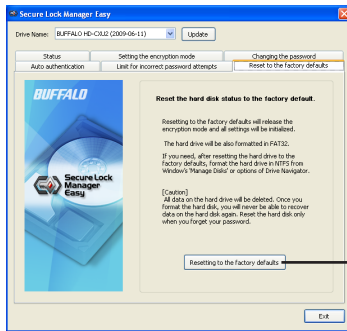 Secure Lock Manager Easy
Drive Name: BUFFALO HD-CXU2 (2009-06-11) Update
Status Setting the encryption mode Changing the password
Auto authentication Limit for incorrect password attempts Reset to the factory defaults
BUFFALO
Secure Lock
Manager
Easy
Reset the hard disk status to the factory default.
Resetting to the factory defaults will release the
encryption mode and all settings will be initialized.
The hard drive will be also formatted in FAT32.
If you need, after resetting the hard drive to the
factory defaults, format the hard drive in NTFS from
Window's 'Manage Disks' or options of Drive Navigator.
[Caution]
All data on the hard drive will be deleted. Once you
format the hard disk, you will never be able to recover
data on the hard disk again. Reset the hard disk only
when you forget your password.
Resetting to the factory defaults
Exit